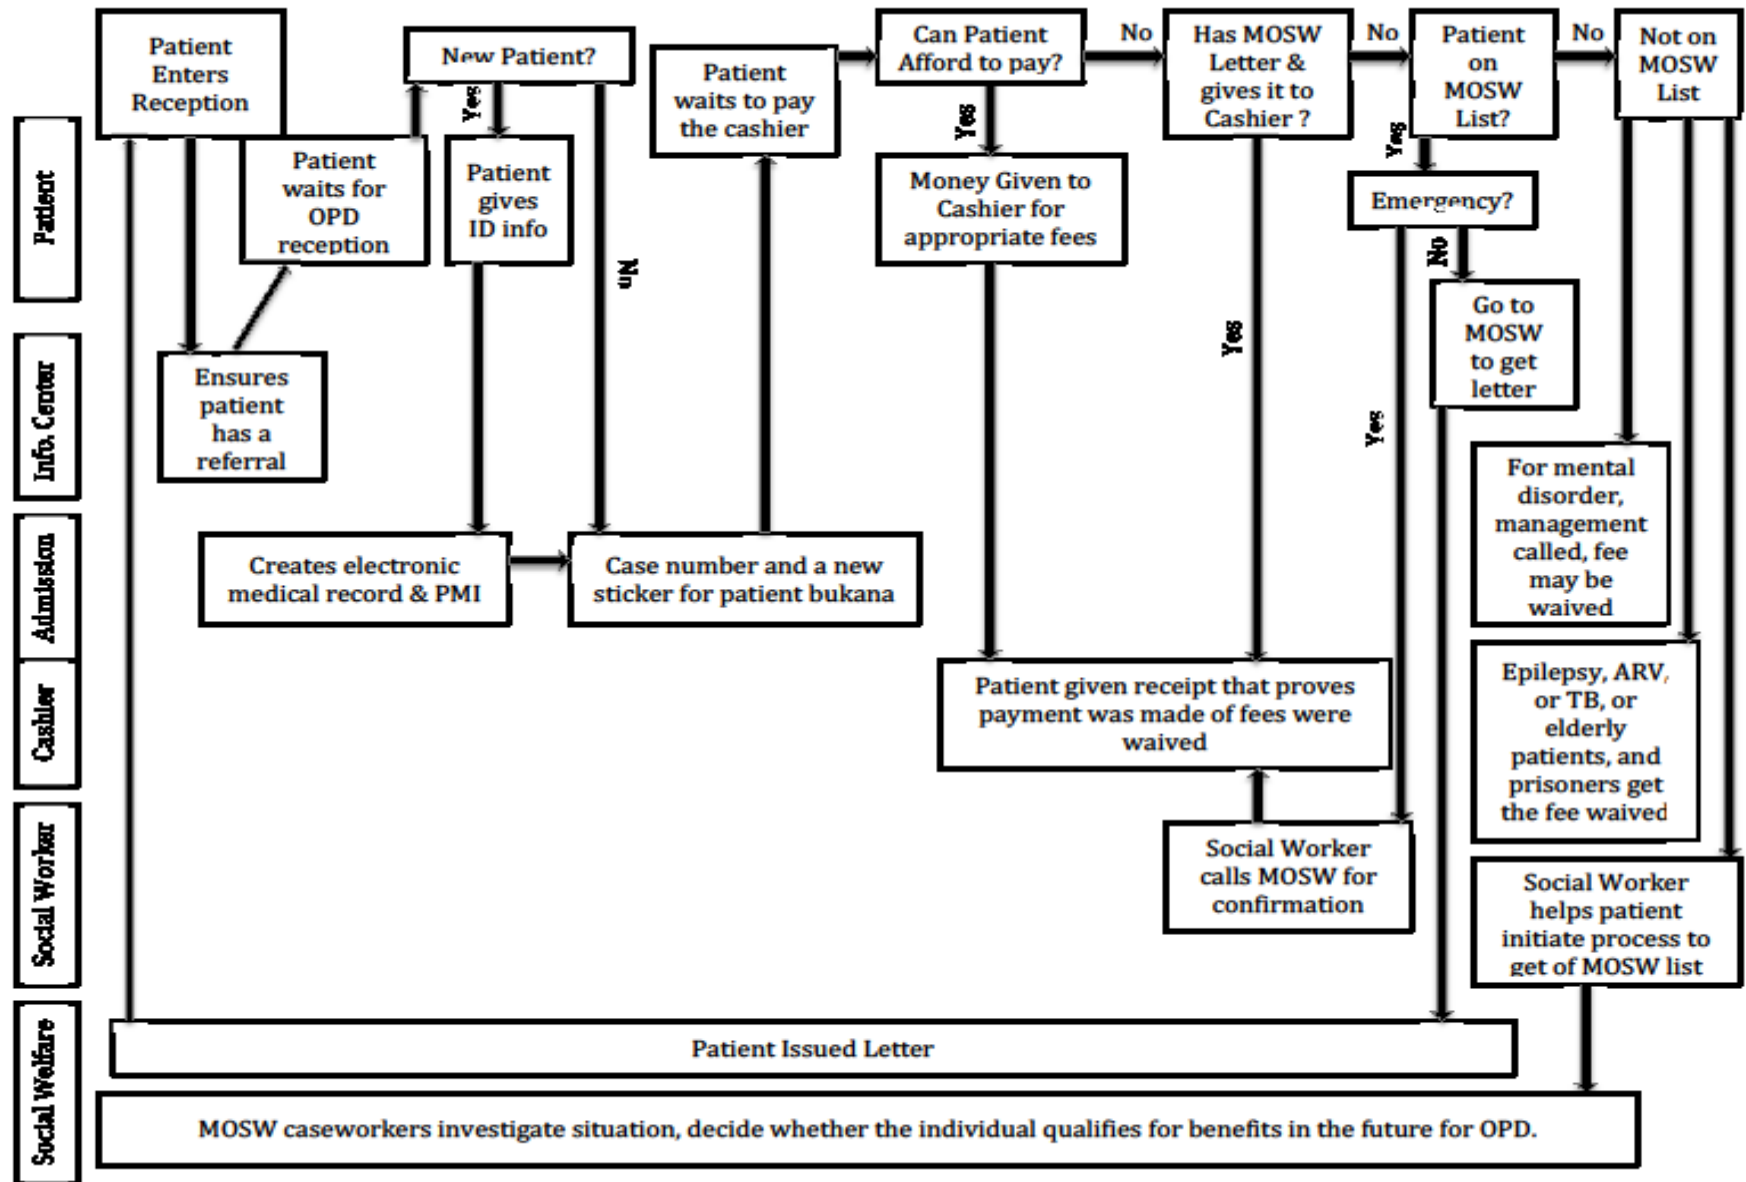 Patient
Enters
Reception
New Patient?
Patient
waits to pay
the cashier
Can Patient
Afford to pay?
No
Has MOSW
Letter &
gives it to
Cashier ?
No
Patient
on
MOSW
List?
No
Not on
MOSW
List
Patient
Patient
waits for
OPD
reception
Yes
Patient
gives
ID info
No
Yes
Money Given to
Cashier for
appropriate fees
Yes
Yes
Emergency?
No
Yes
Go to
MOSW
to get
letter
Info. Center
Ensures
patient
has a
referral
For mental
disorder,
management
called, fee
may be
waived
Admission
Creates electronic
medical record & PMI
Case number and a new
sticker for patient bukana
Cashier
Patient given receipt that proves
payment was made of fees were
waived
Epilepsy, ARV,
or TB, or
elderly
patients, and
prisoners get
the fee waived
Social Worker
Social Worker
calls MOSW for
confirmation
Social Worker
helps patient
initiate process to
get of MOSW list
Social Welfare
Patient Issued Letter
MOSW caseworkers investigate situation, decide whether the individual qualifies for benefits in the future for OPD.